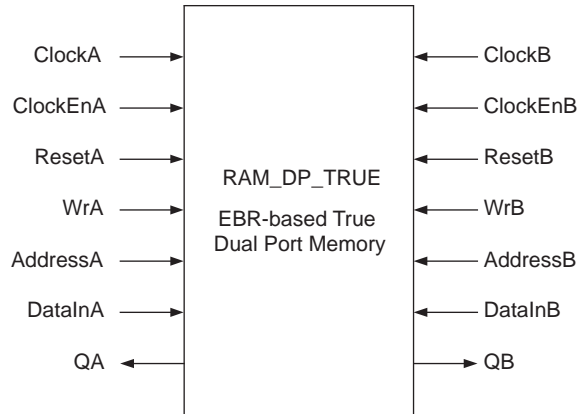 ClockA
ClockB
ClockEnA
ClockEnB
ResetA
ResetB
RAM_DP_TRUE
WrA
WrB
EBR-based True
Dual Port Memory
AddressA
AddressB
DataInA
DataInB
QA
QB